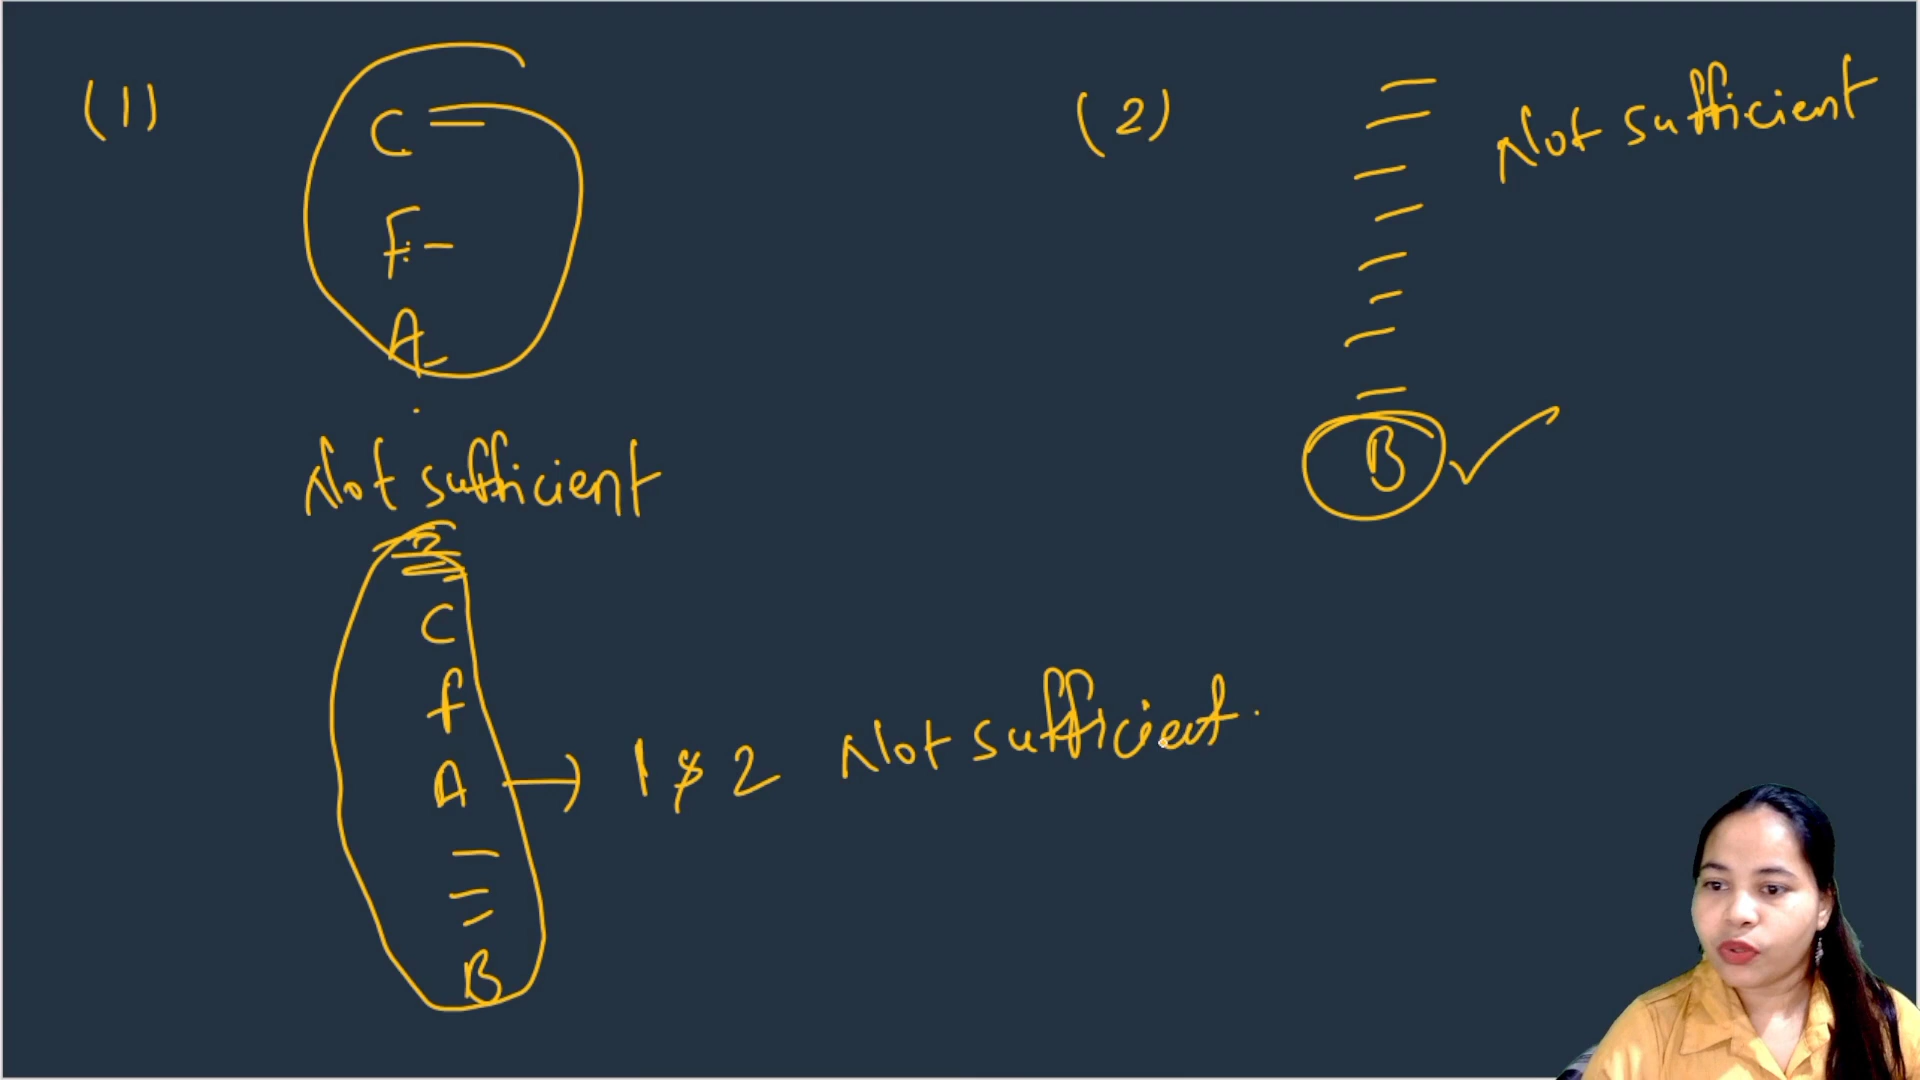 (1)
C
F
A
Not sufficient
(2)
Not sufficient
B
C
f
A
B
1 & 2 Not sufficient.